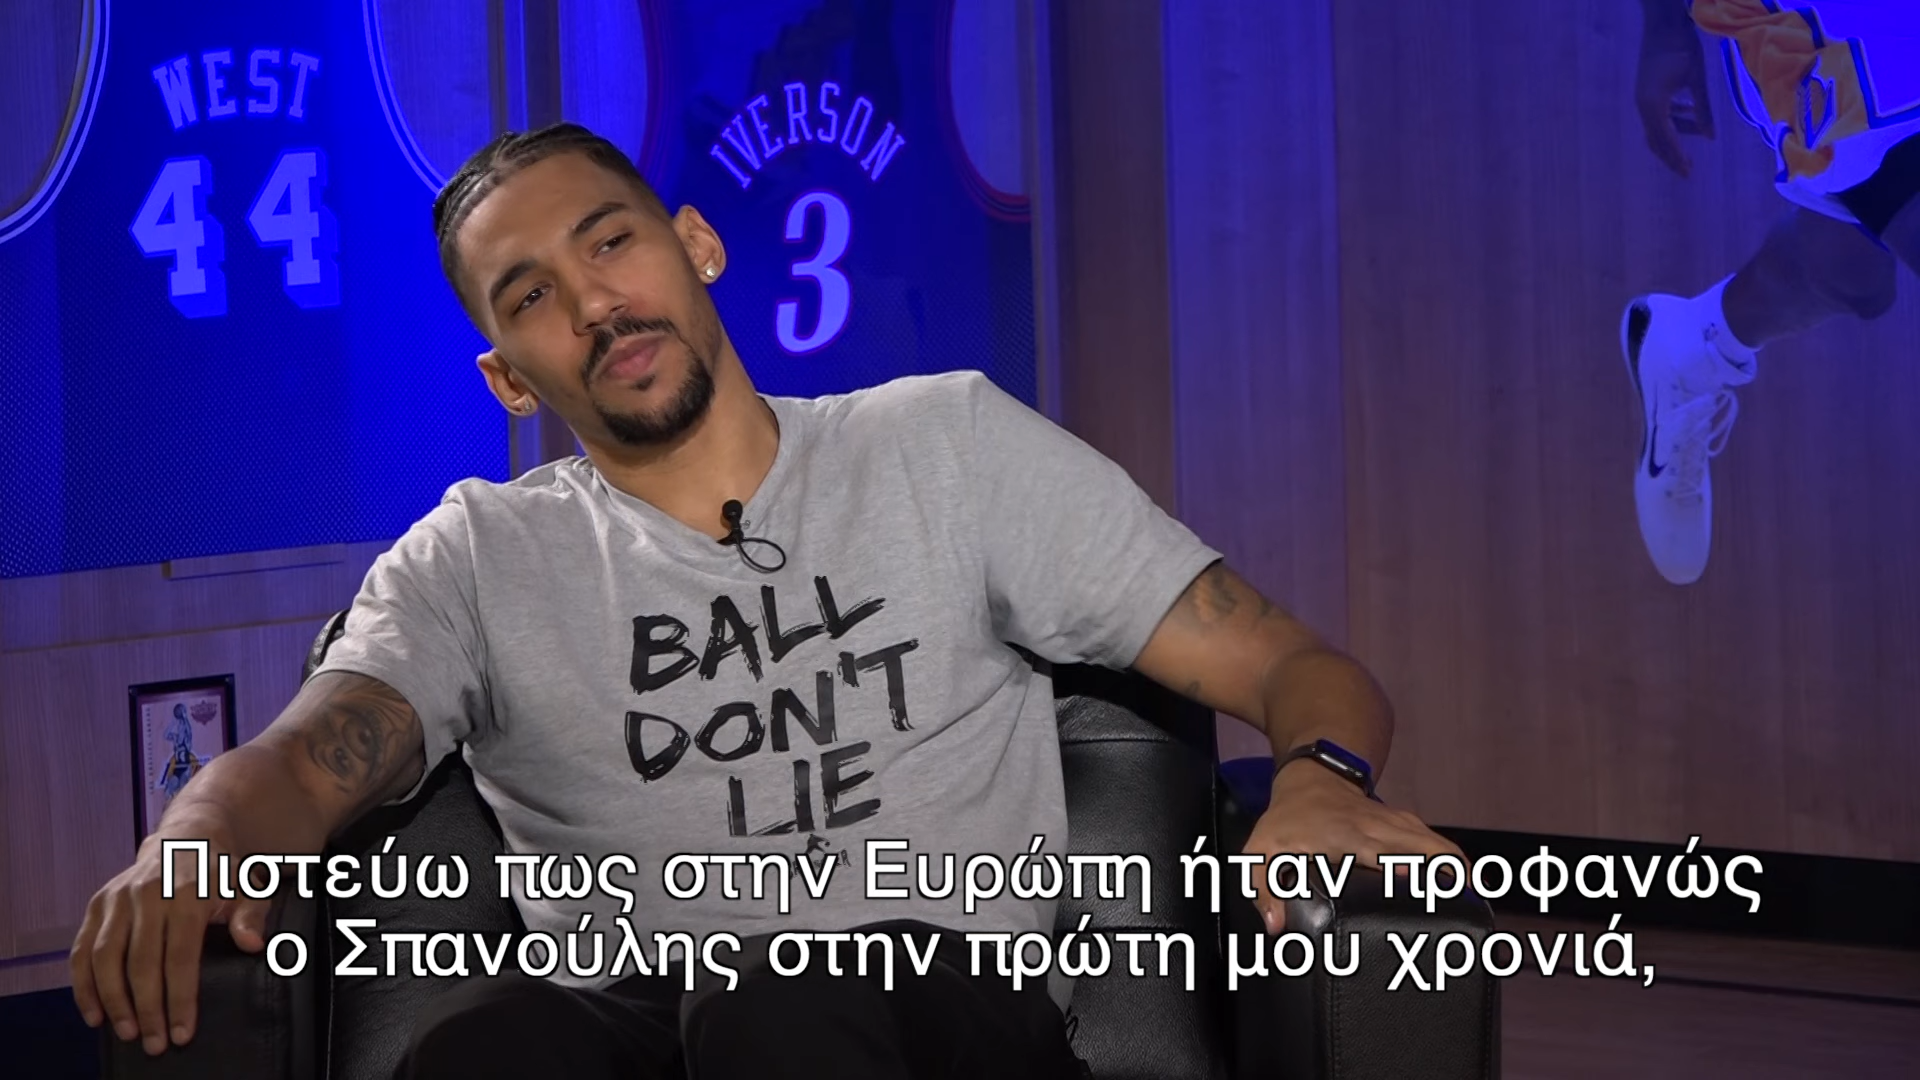 WEST
44
IVERSON
3
BALL
DON'T
LIE
Πιστεύω πως στην Ευρώπη ήταν προφανώς
ο Σπανούλης στην πρώτη μου χρονιά,